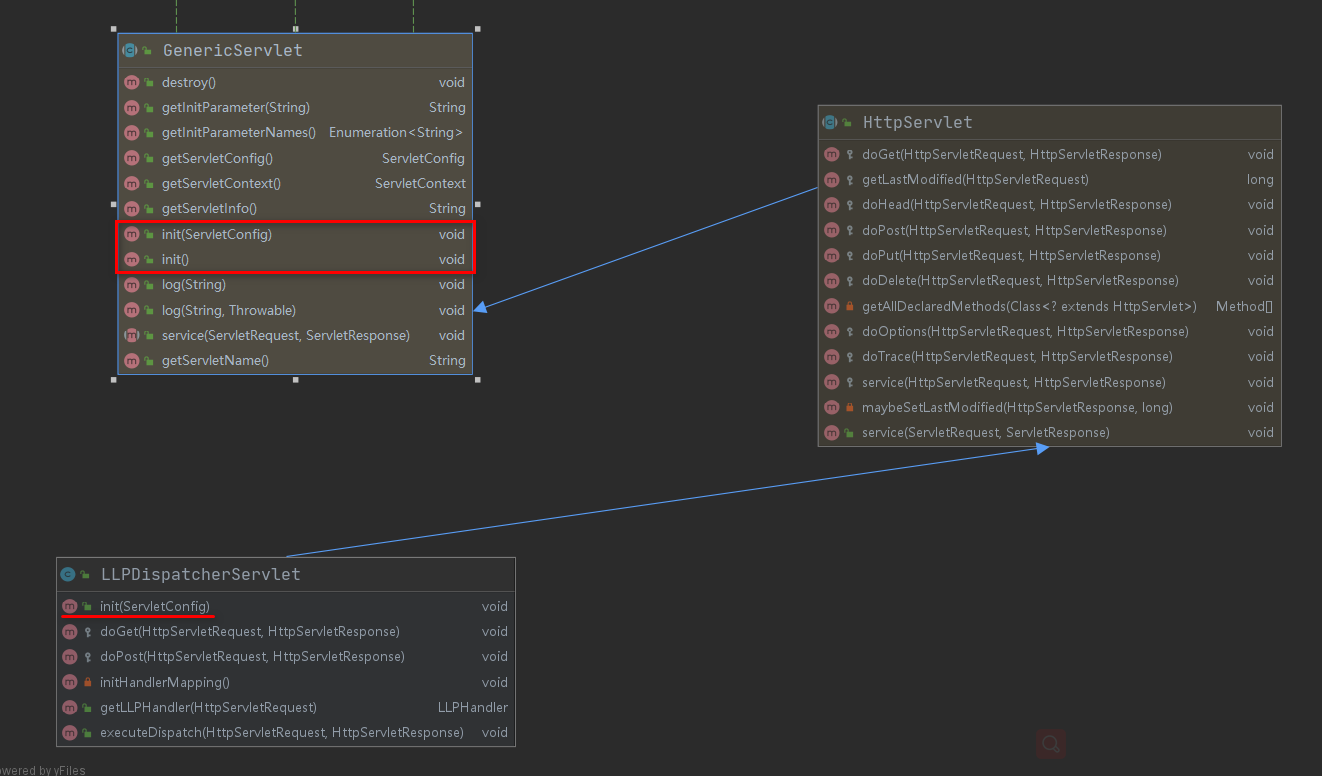 GenericServlet
destroy() void
getInitParameter(String) String
getInitParameterNames() Enumeration<String>
getServletConfig() ServletConfig
getServletContext() ServletContext
getServletInfo() String
init(ServletConfig) void
init() void
log(String) void
log(String, Throwable) void
service(ServletRequest, ServletResponse) void
getServletName() String
HttpServlet
doGet(HttpServletRequest, HttpServletResponse) void
getLastModified(HttpServletRequest) long
doHead(HttpServletRequest, HttpServletResponse) void
doPost(HttpServletRequest, HttpServletResponse) void
doPut(HttpServletRequest, HttpServletResponse) void
doDelete(HttpServletRequest, HttpServletResponse) void
getAllDeclaredMethods(Class<? extends HttpServlet>) Method[]
doOptions(HttpServletRequest, HttpServletResponse) void
doTrace(HttpServletRequest, HttpServletResponse) void
service(HttpServletRequest, HttpServletResponse) void
maybeSetLastModified(HttpServletResponse, long) void
service(ServletRequest, ServletResponse) void
LLPDispatcherServlet
init(ServletConfig) void
doGet(HttpServletRequest, HttpServletResponse) void
doPost(HttpServletRequest, HttpServletResponse) void
initHandlerMapping() void
getLLPHandler(HttpServletRequest) LLPHandler
executeDispatch(HttpServletRequest, HttpServletResponse) void
owered by yFiles